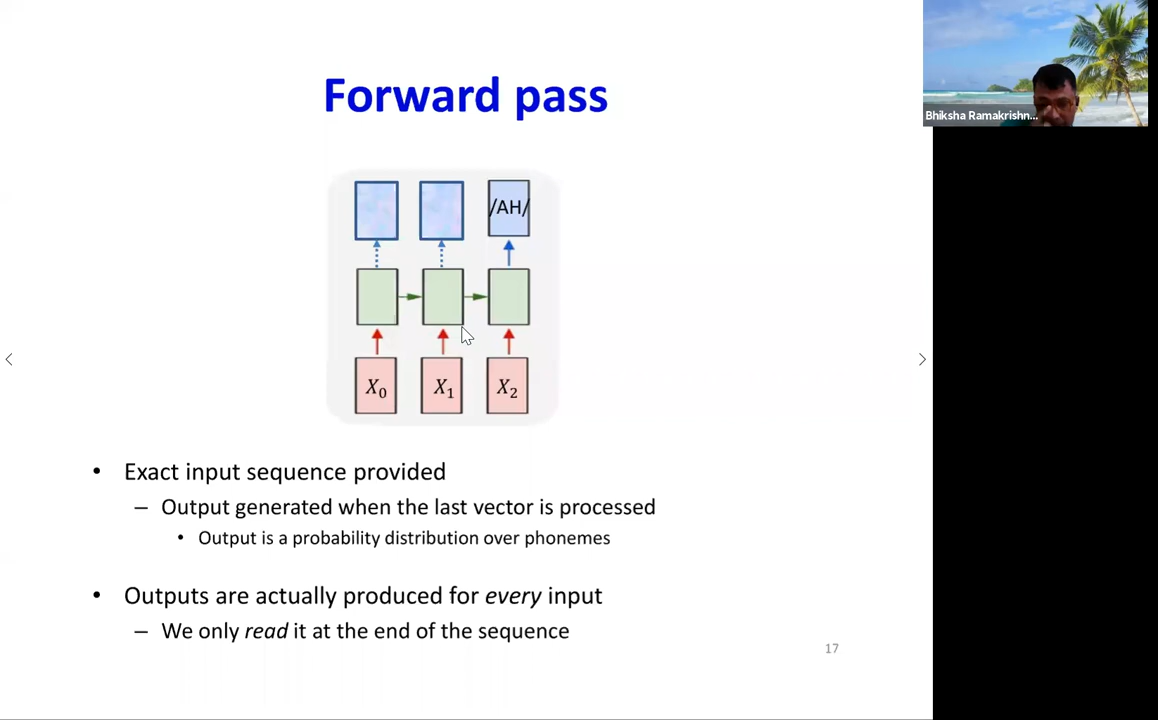 Forward pass
Bhiksha Ramakrishn...
/AH/
X₀ X₁ X₂
• Exact input sequence provided
– Output generated when the last vector is processed
• Output is a probability distribution over phonemes
• Outputs are actually produced for every input
– We only read it at the end of the sequence
17